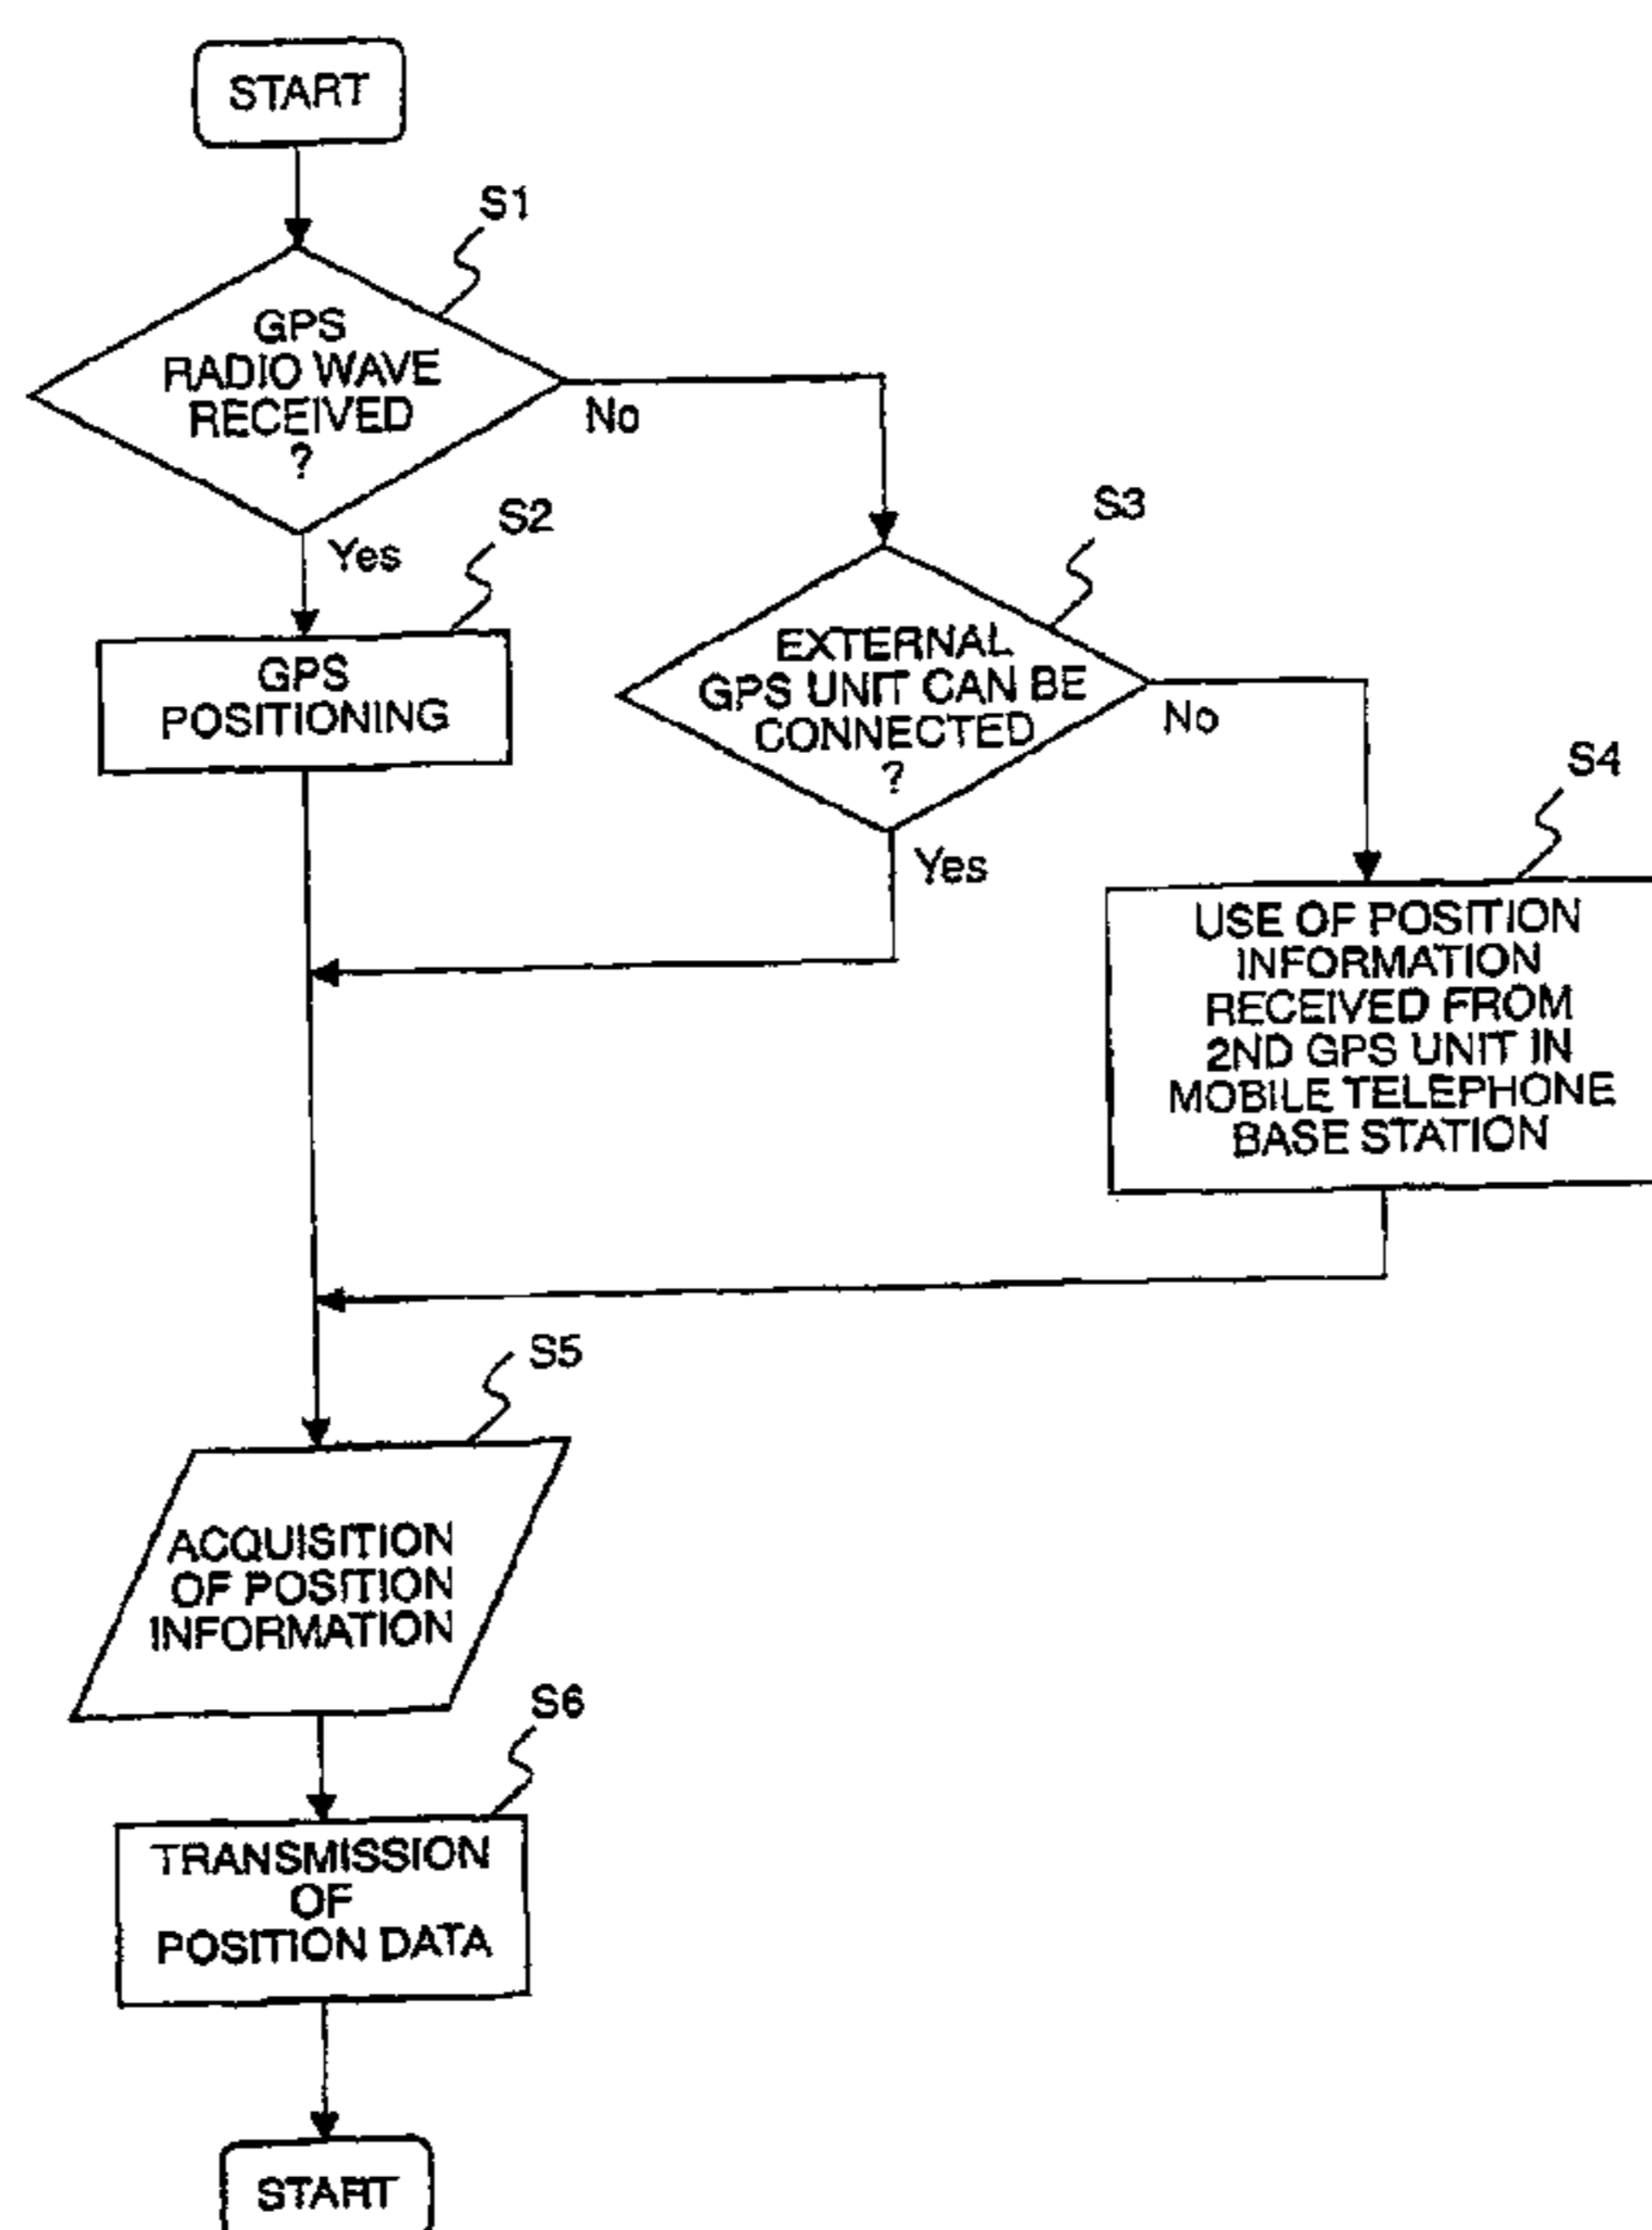 START
S1
GPS
RADIO WAVE
RECEIVED
?
No
Yes
S2
GPS
POSITIONING
S3
EXTERNAL
GPS UNIT CAN BE
CONNECTED
?
No
Yes
S4
USE OF POSITION
INFORMATION
RECEIVED FROM
2ND GPS UNIT IN
MOBILE TELEPHONE
BASE STATION
S5
ACQUISITION
OF POSITION
INFORMATION
S6
TRANSMISSION
OF
POSITION DATA
START